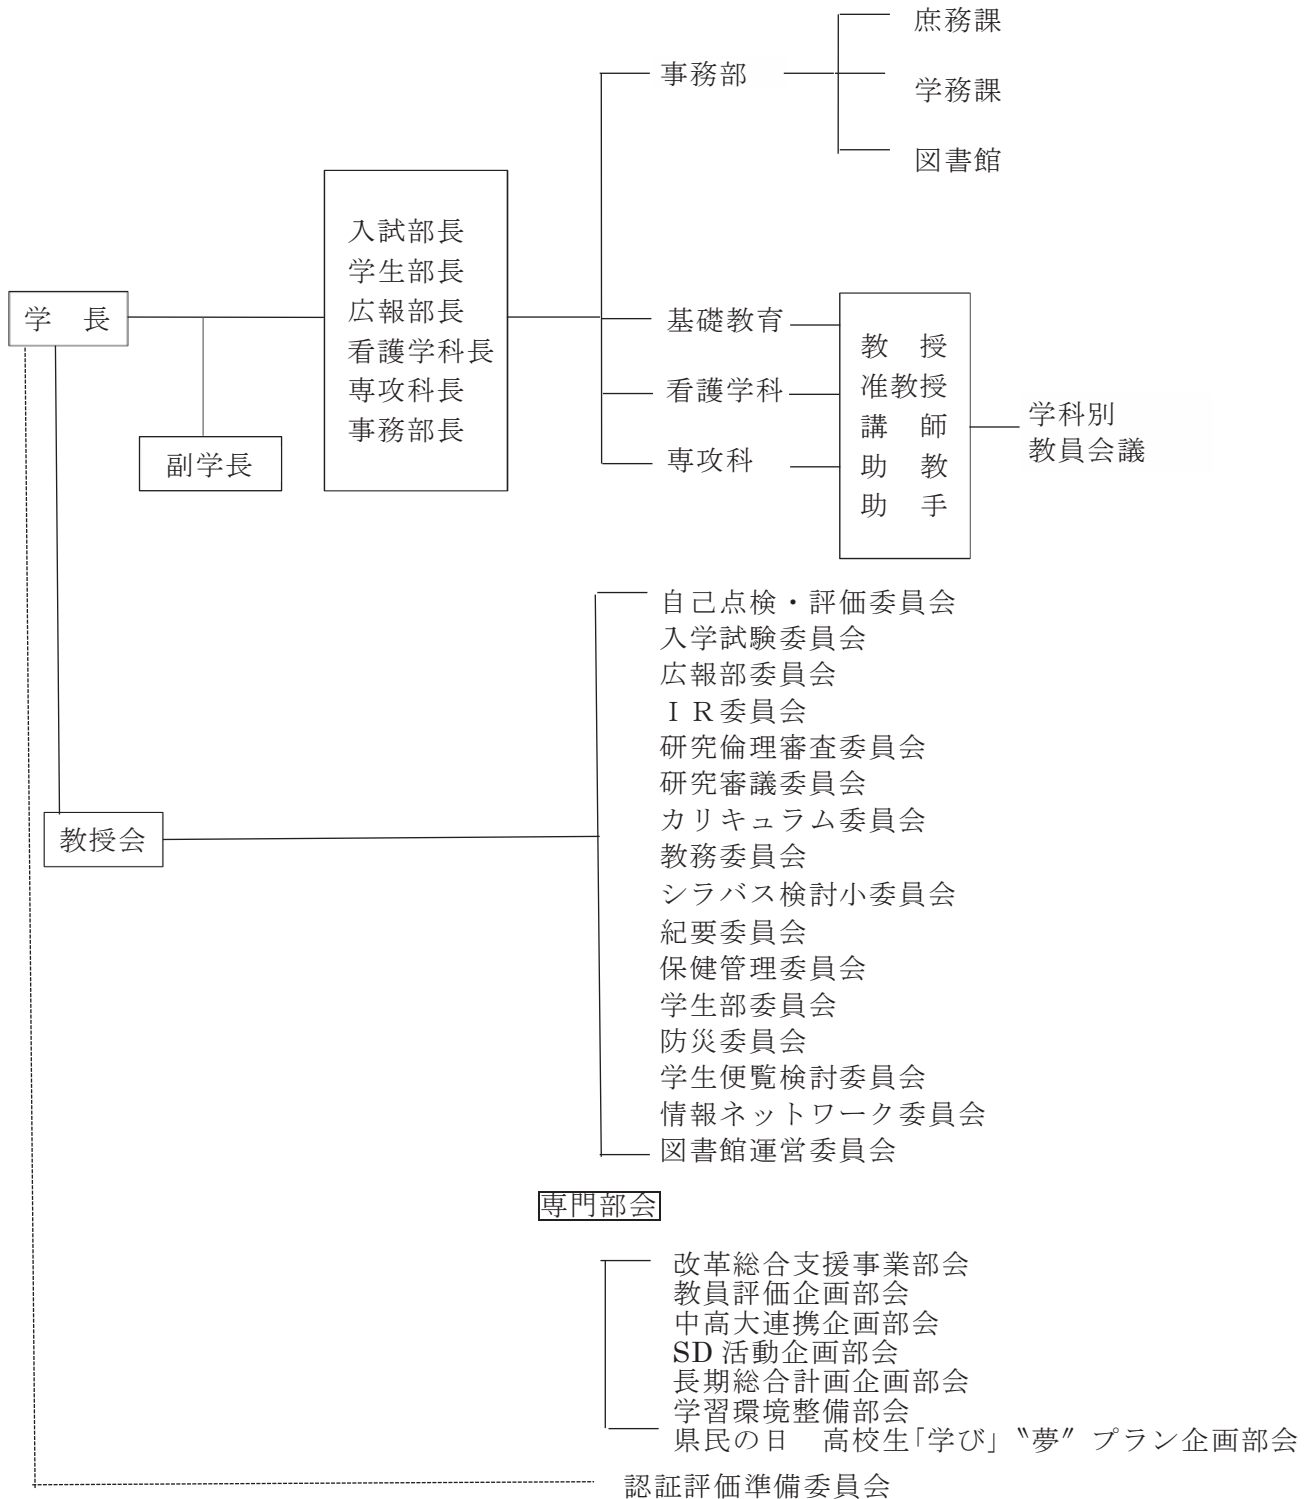 庶務課
事務部
学務課
図書館
入試部長
学生部長
広報部長
看護学科長
専攻科長
事務部長
学　長
副学長
基礎教育
看護学科
専攻科
教　授
准教授
講　師
助　教
助　手
学科別
教員会議
自己点検・評価委員会
入学試験委員会
広報部委員会
ＩＲ委員会
研究倫理審査委員会
研究審議委員会
カリキュラム委員会
教授会
教務委員会
シラバス検討小委員会
紀要委員会
保健管理委員会
学生部委員会
防災委員会
学生便覧検討委員会
情報ネットワーク委員会
図書館運営委員会
専門部会
改革総合支援事業部会
教員評価企画部会
中高大連携企画部会
SD 活動企画部会
長期総合計画企画部会
学習環境整備部会
県民の日　高校生「学び」〝夢〞プラン企画部会
認証評価準備委員会